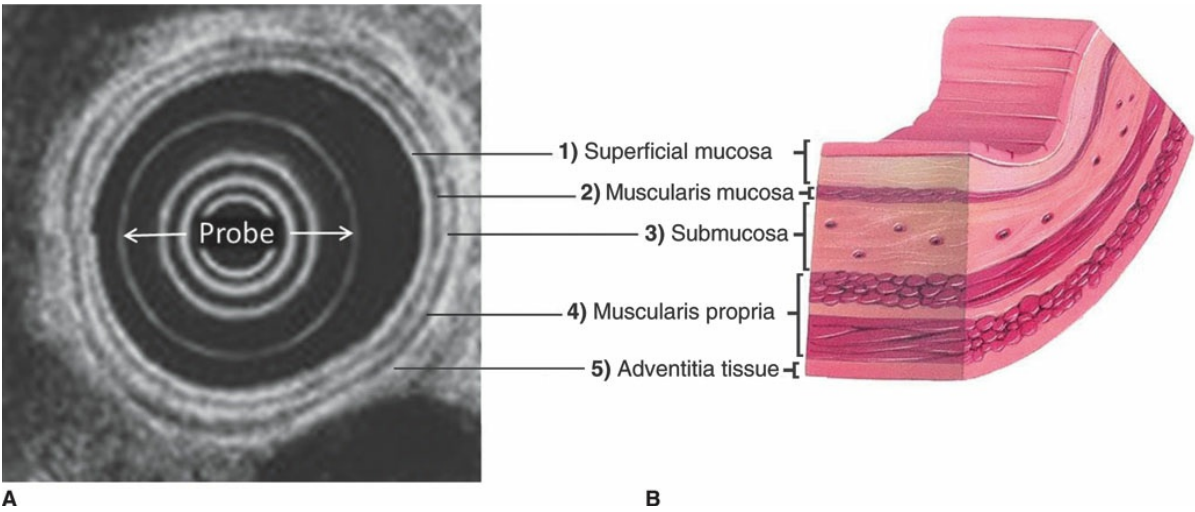 Probe
1) Superficial mucosa
2) Muscularis mucosa
3) Submucosa
4) Muscularis propria
5) Adventitia tissue
A
B